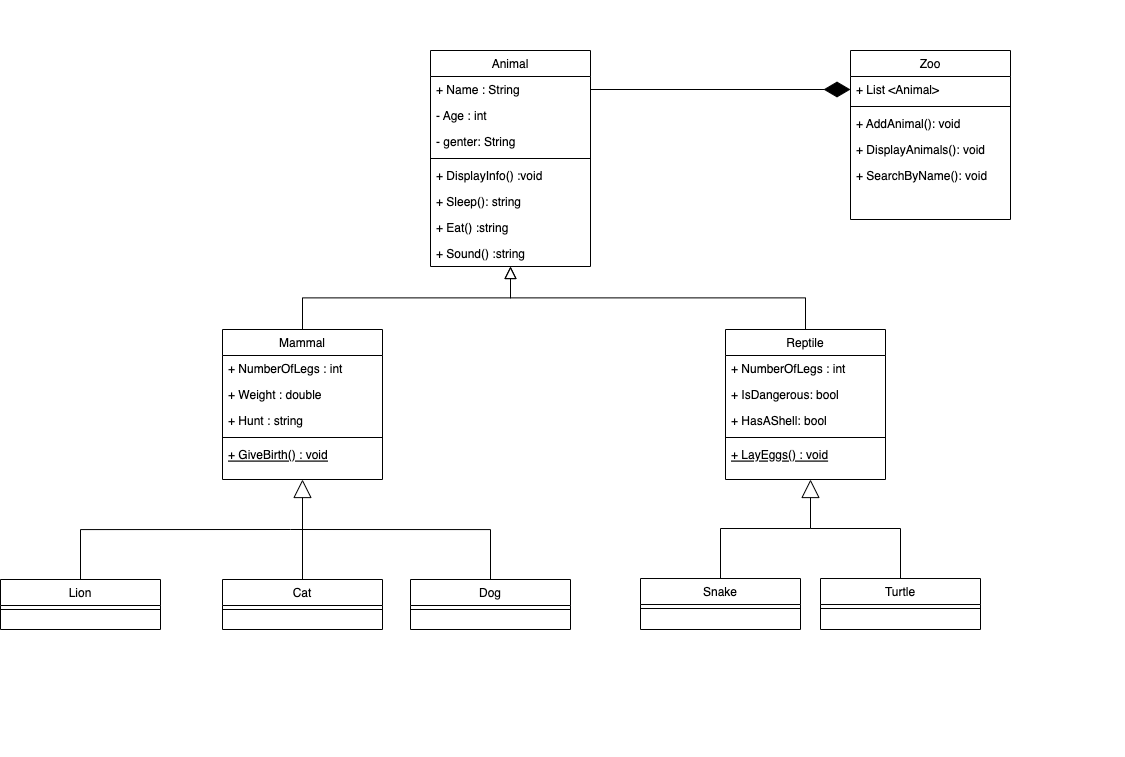 Animal
+ Name : String
- Age : int
- genter: String
+ DisplayInfo() :void
+ Sleep(): string
+ Eat() :string
+ Sound() :string
Zoo
+ List <Animal>
+ AddAnimal(): void
+ DisplayAnimals(): void
+ SearchByName(): void
Mammal
+ NumberOfLegs : int
+ Weight : double
+ Hunt : string
+ GiveBirth() : void
Reptile
+ NumberOfLegs : int
+ IsDangerous: bool
+ HasAShell: bool
+ LayEggs() : void
Lion
Cat
Dog
Snake
Turtle